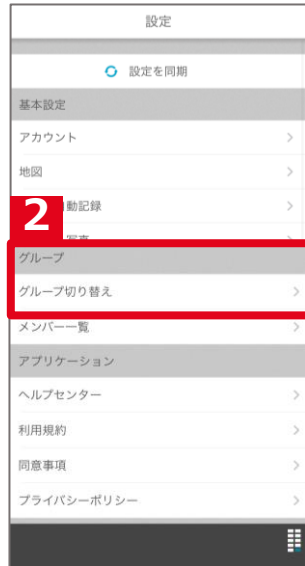 設定
設定を同期
基本設定
アカウント
地図
動記録
2
グループ
グループ切り替え
メンバー一覧
アプリケーション
ヘルプセンター
利用規約
同意事項
プライバシーポリシー